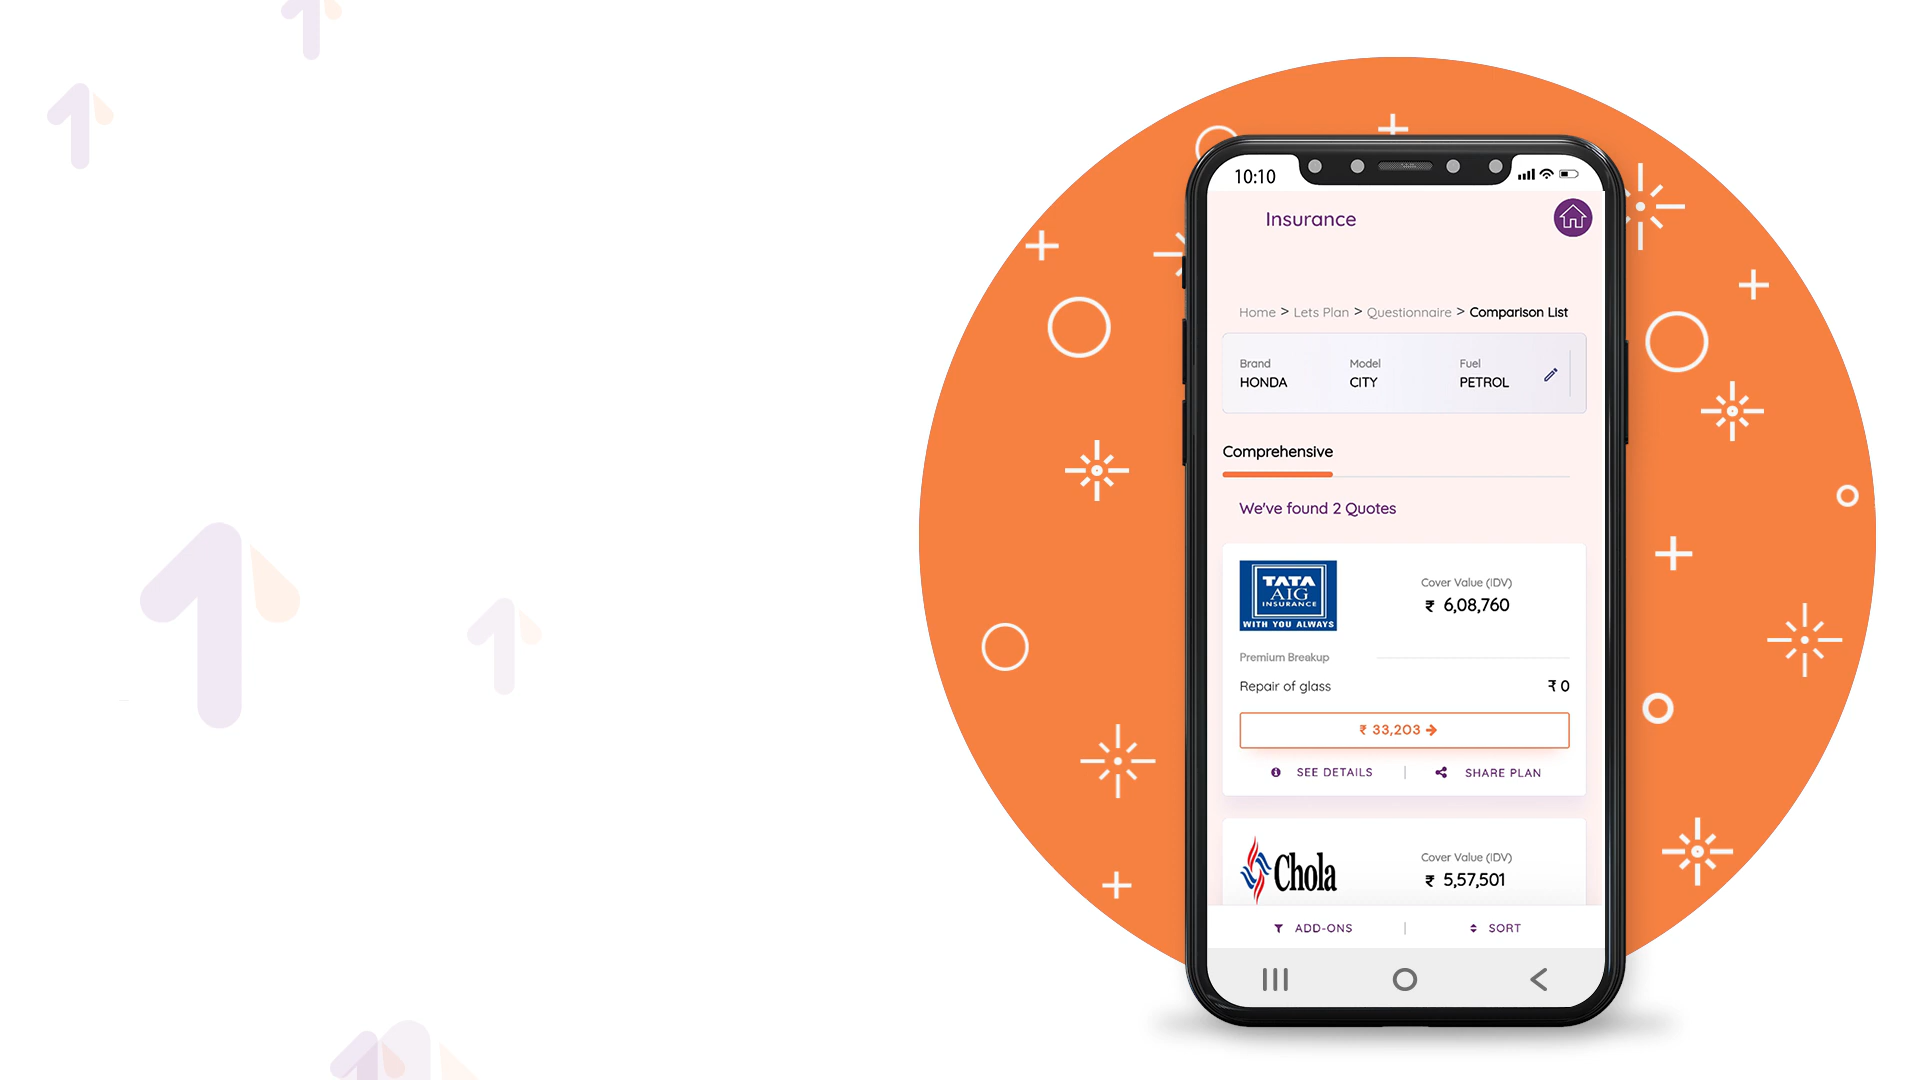 10:10
Insurance
Home > Lets Plan > Questionnaire > Comparison List
Brand Model Fuel
HONDA CITY PETROL
Comprehensive
We've found 2 Quotes
TATA
AIG
INSURANCE
WITH YOU ALWAYS
Cover Value (IDV)
₹ 6,08,760
Premium Breakup
Repair of glass ₹ 0
₹ 33,203
SEE DETAILS | SHARE PLAN
Chola
Cover Value (IDV)
₹ 5,57,501
ADD-ONS | SORT